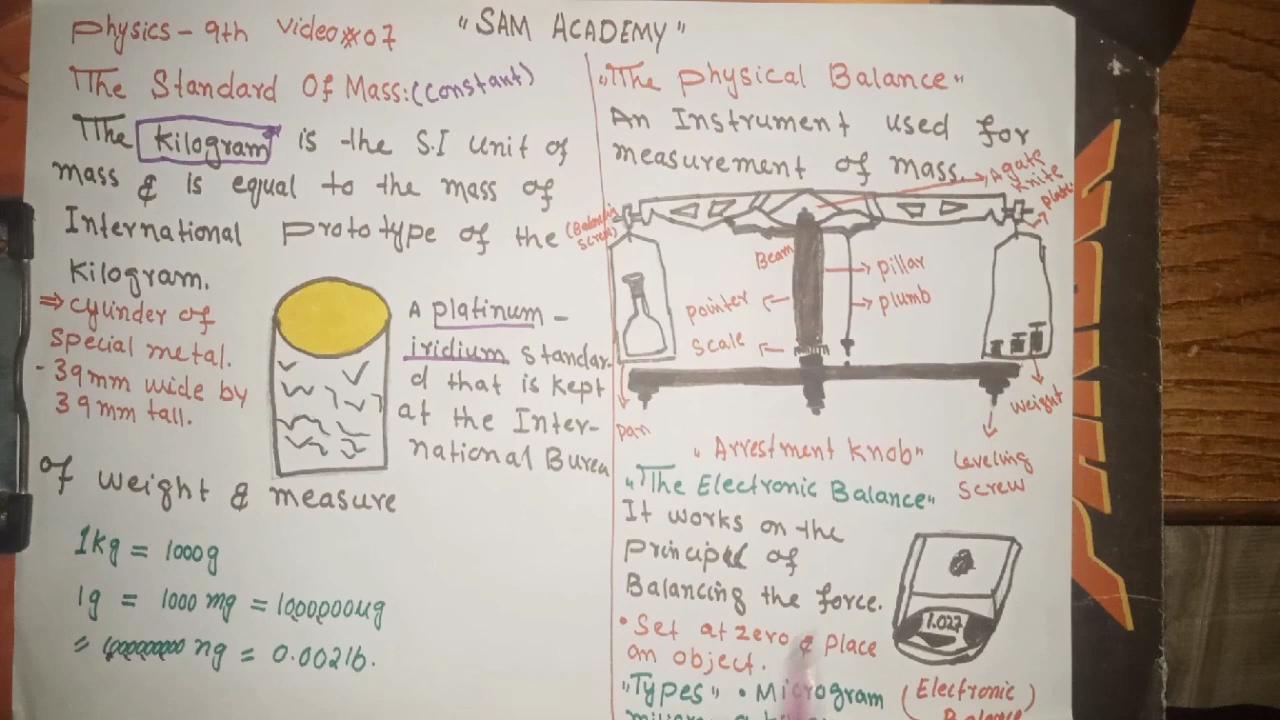 Physics - 9th Video # 07
"SAM ACADEMY"
The Standard Of Mass: (Constant)
The Kilogram is the S.I Unit of
mass & is equal to the mass of
International prototype of the
Kilogram.
⇒ Cylinder of
special metal.
- 39mm wide by
39mm tall.
A platinum -
iridium standar-
d that is kept
at the Inter-
national Burea
of weight & measure
1kg = 1000g
1g = 1000 mg = 1000000ug
ng = 0.002lb.
"The Physical Balance"
An Instrument used for
measurement of mass.
Agate
Knife
Plate
(Balancing
Screw)
Beam
pillar
pointer
plumb
Scale
weight
pan
"Arrestment Knob"
Leveling
Screw
"The Electronic Balance"
It works on the
Principle of
Balancing the force.
• Set at zero & place
an object.
1.027
"Types" • Microgram
(Electronic
Balance